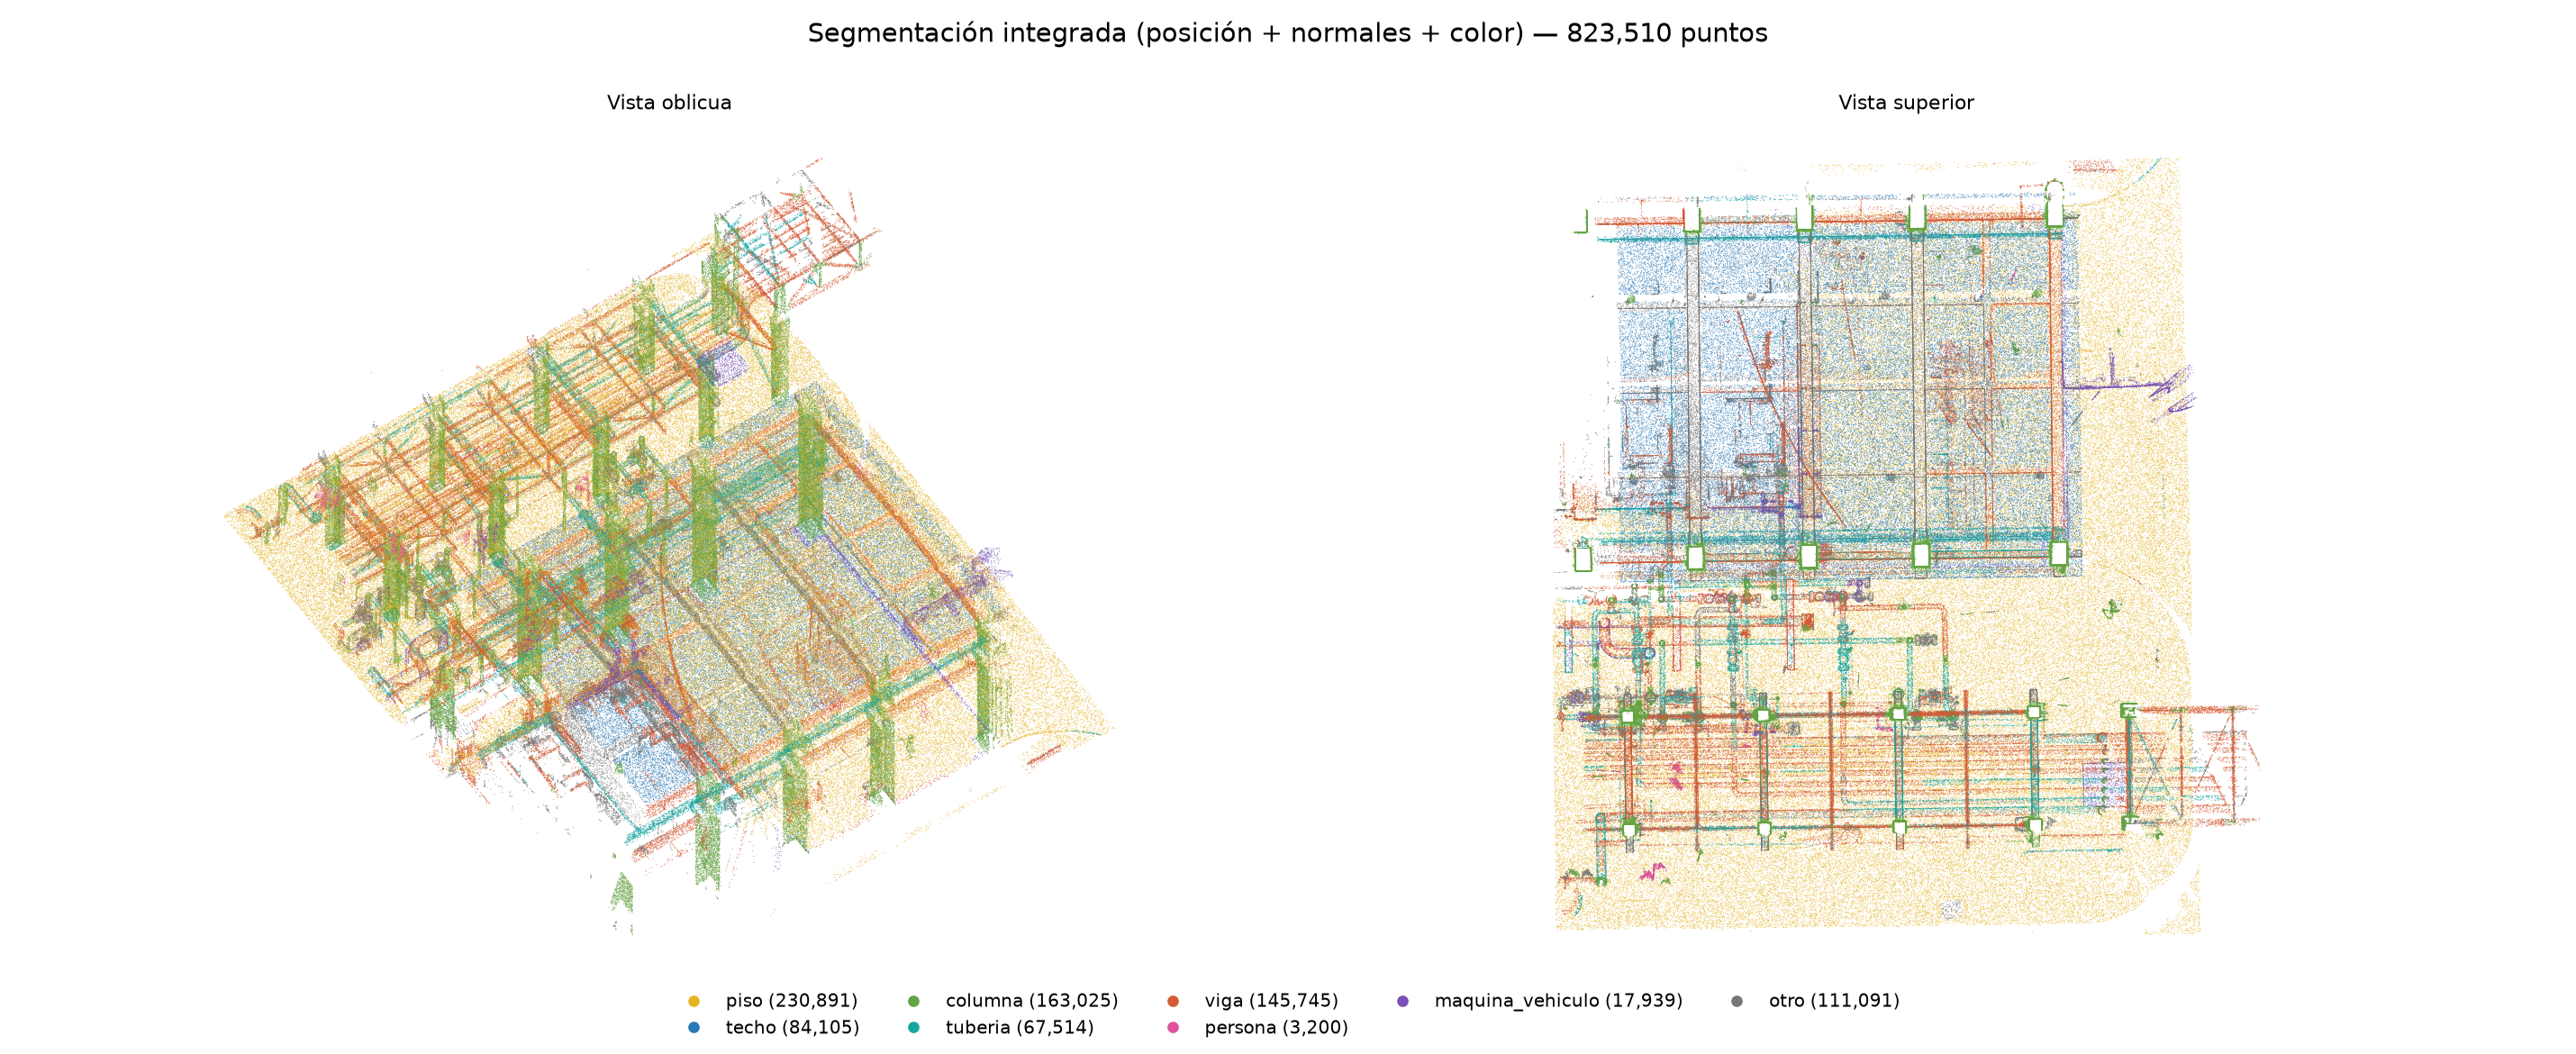 Segmentación integrada (posición + normales + color) — 823,510 puntos
Vista oblicua
Vista superior
piso (230,891)
techo (84,105)
columna (163,025)
tuberia (67,514)
viga (145,745)
persona (3,200)
maquina_vehiculo (17,939)
otro (111,091)